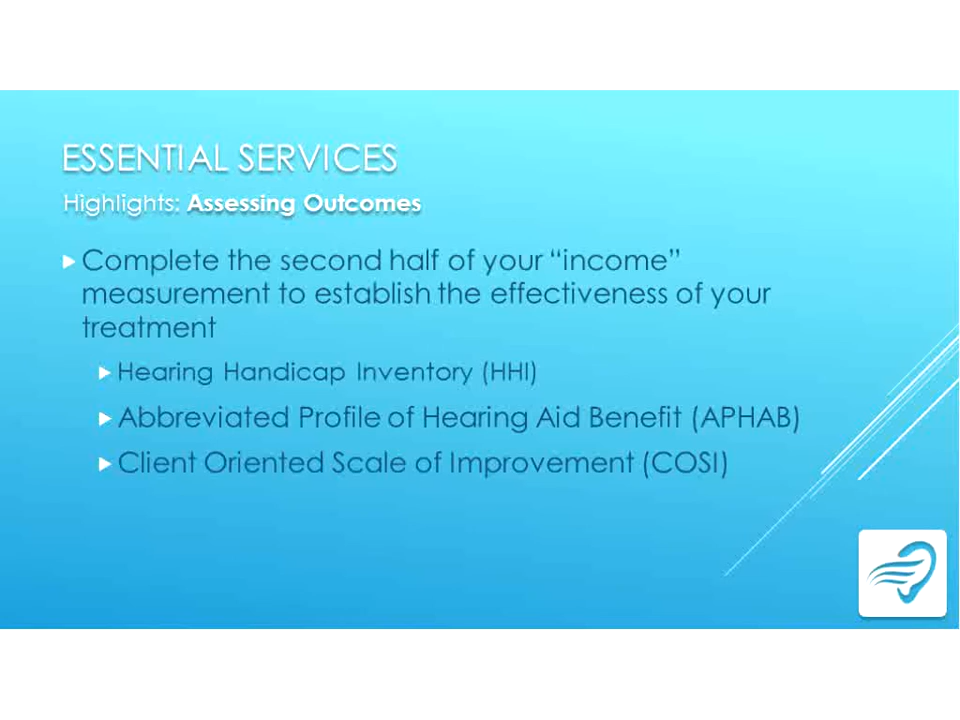 ESSENTIAL SERVICES
Highlights: Assessing Outcomes
Complete the second half of your “income”
measurement to establish the effectiveness of your
treatment
Hearing Handicap Inventory (HHI)
Abbreviated Profile of Hearing Aid Benefit (APHAB)
Client Oriented Scale of Improvement (COSI)